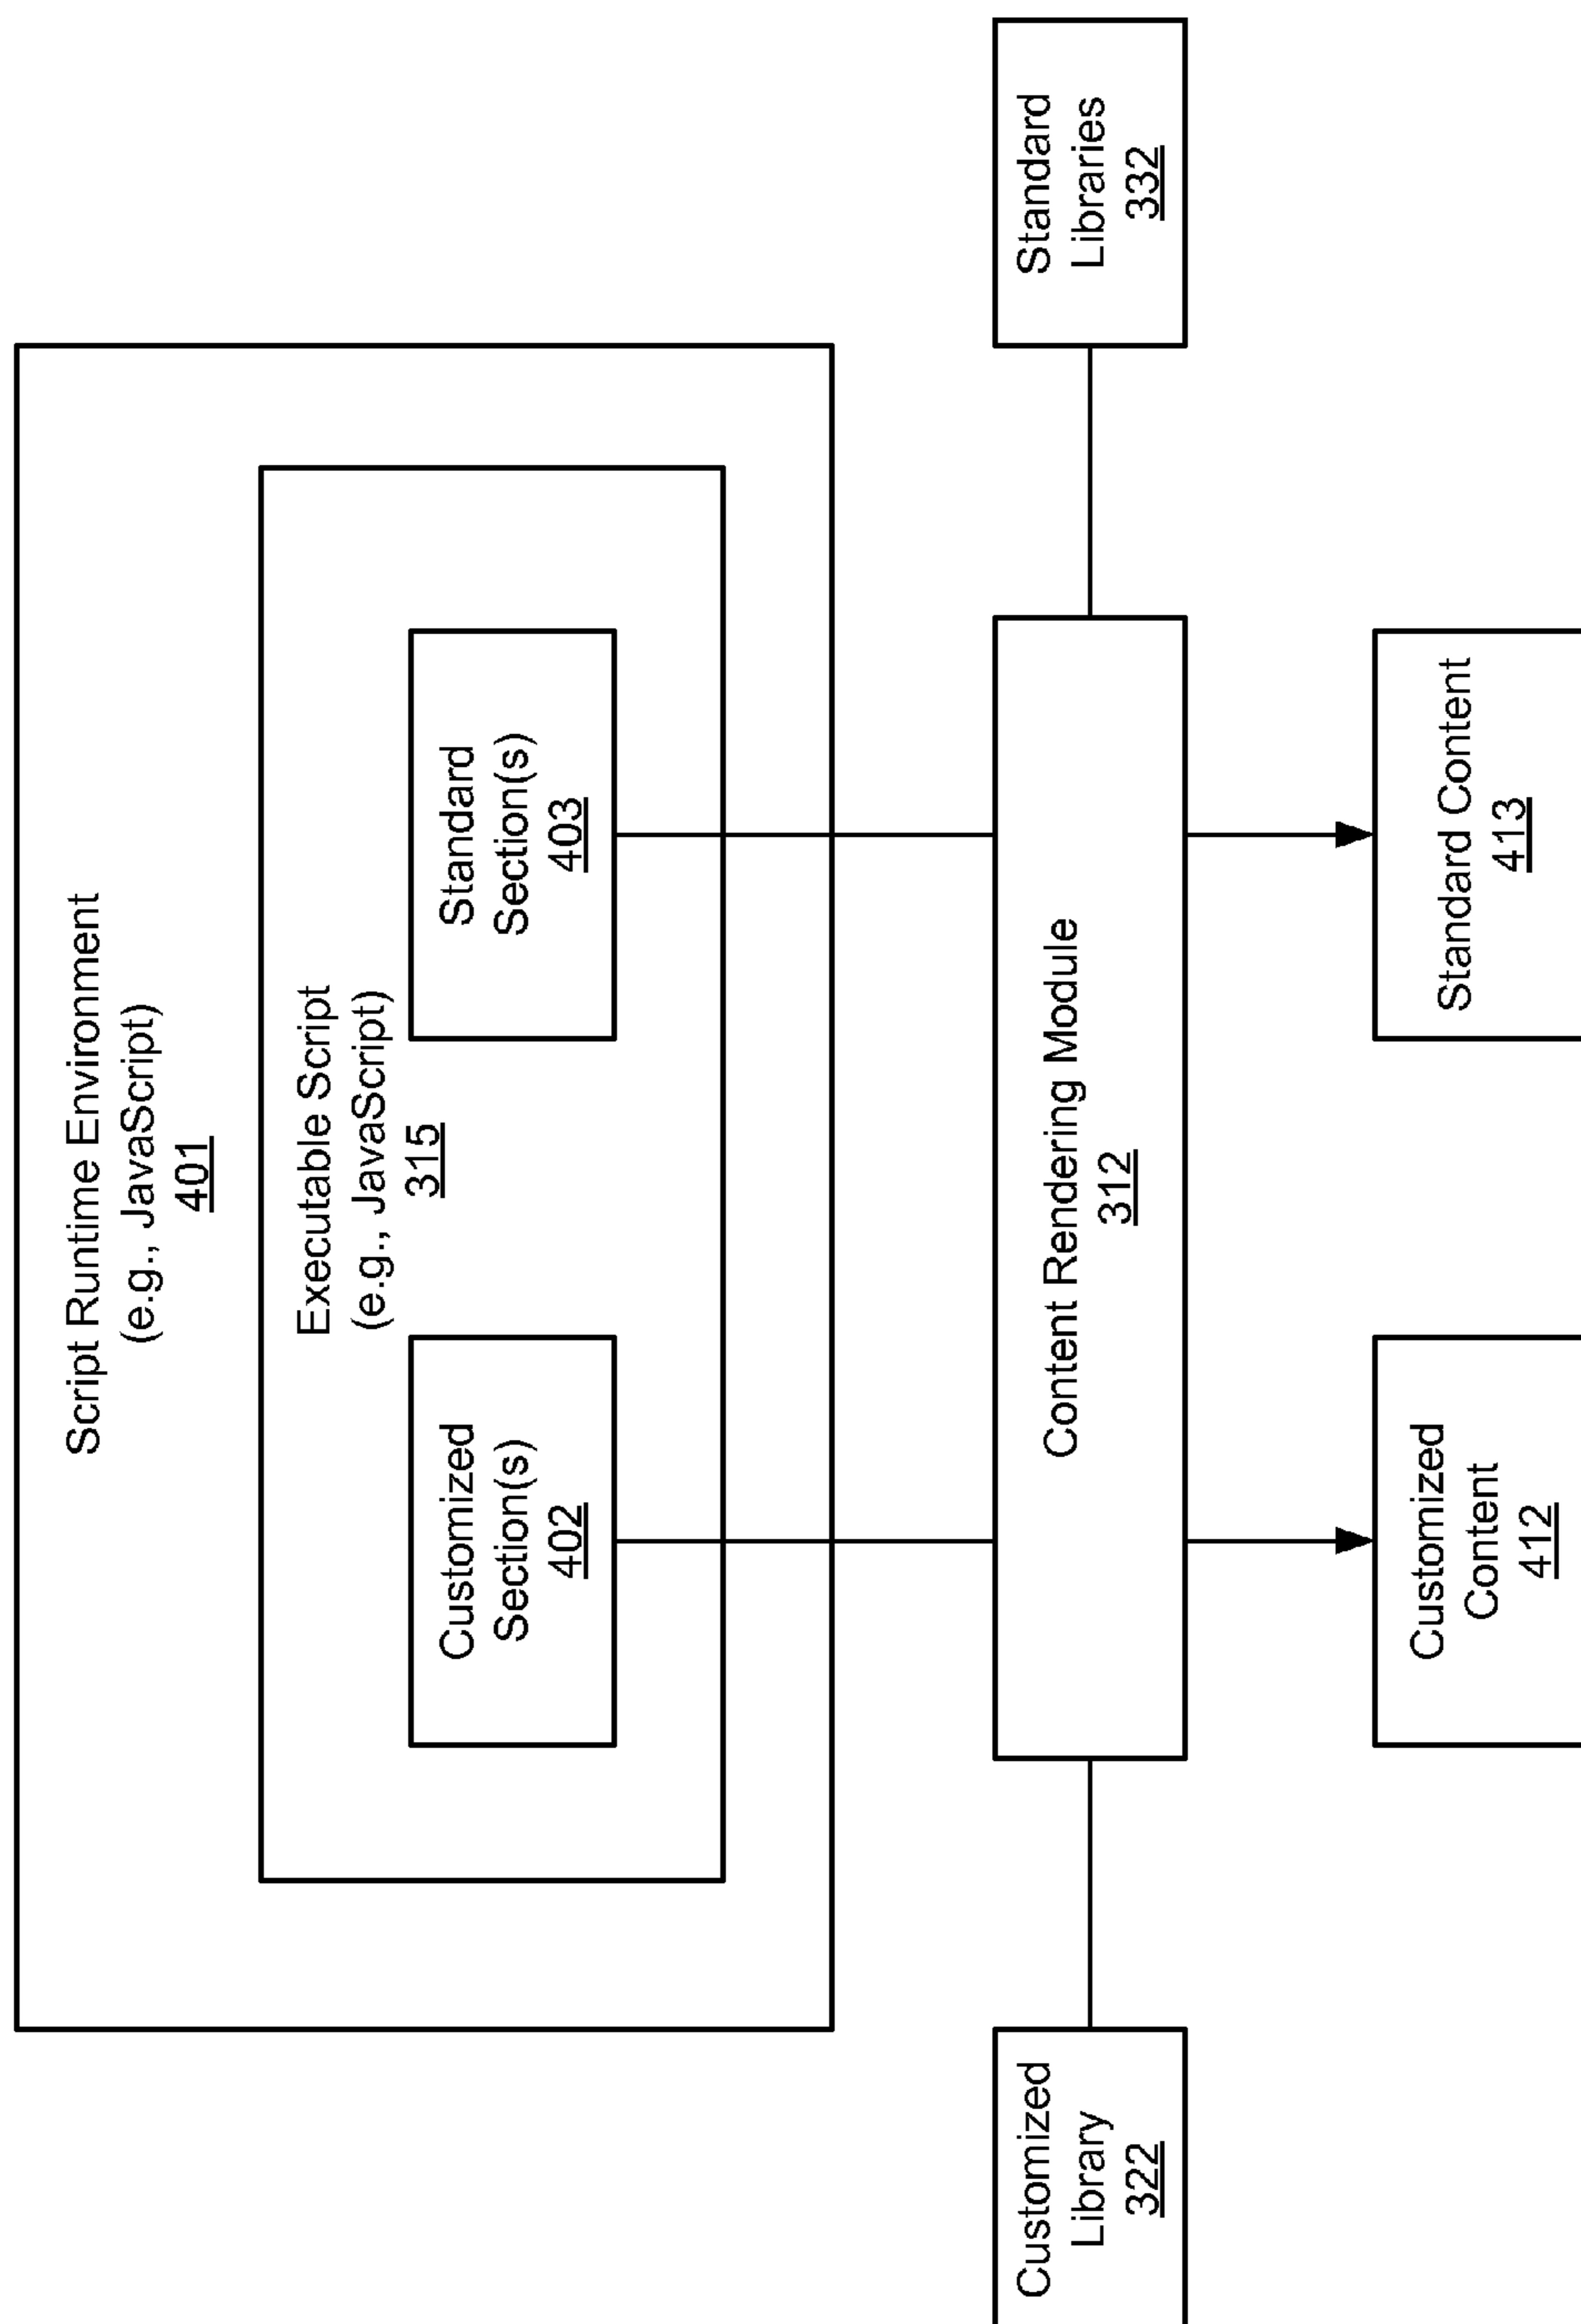 Script Runtime Environment
(e.g., JavaScript)
401
Executable Script
(e.g., JavaScript)
315
Customized
Section(s)
402
Standard
Section(s)
403
Customized
Library
322
Content Rendering Module
312
Standard
Libraries
332
Customized
Content
412
Standard Content
413